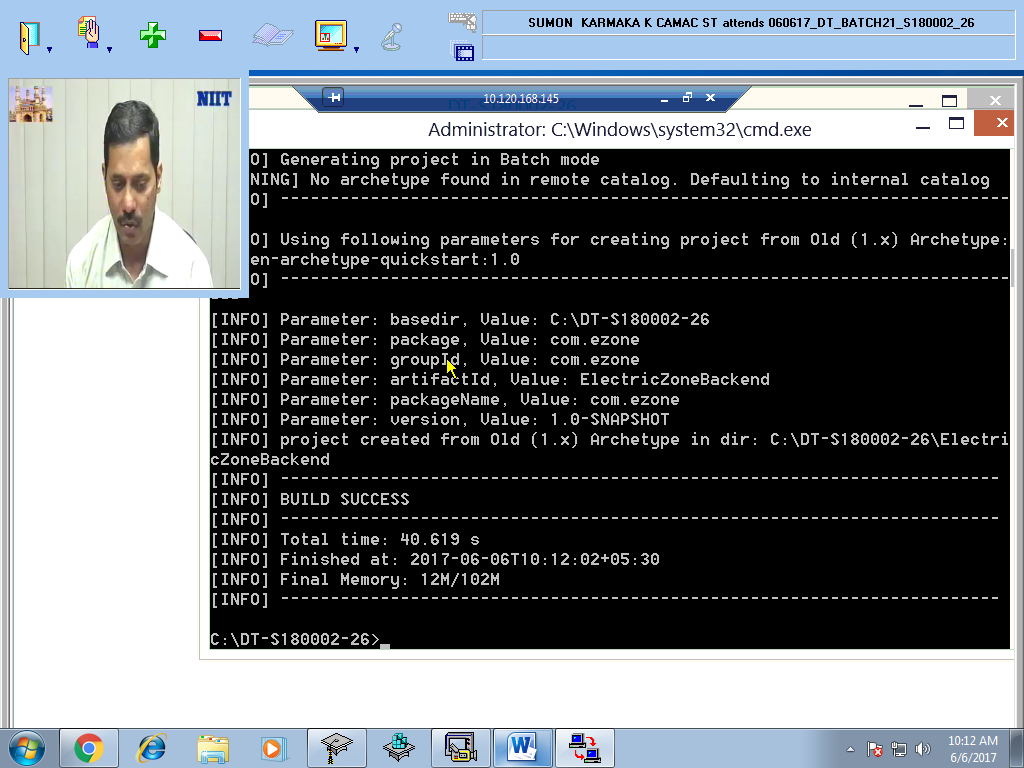 SUMON KARMAKA K CAMAC ST attends 060617_DT_BATCH21_S180002_26
NIIT
10.120.168.145
Administrator: C:\Windows\system32\cmd.exe
O] Generating project in Batch mode
NING] No archetype found in remote catalog. Defaulting to internal catalog
O] ------------------------------------------------------------------------
O] Using following parameters for creating project from Old (1.x) Archetype:
en-archetype-quickstart:1.0
O] ------------------------------------------------------------------------
[INFO] Parameter: basedir, Value: C:\DT-S180002-26
[INFO] Parameter: package, Value: com.ezone
[INFO] Parameter: groupId, Value: com.ezone
[INFO] Parameter: artifactId, Value: ElectricZoneBackend
[INFO] Parameter: packageName, Value: com.ezone
[INFO] Parameter: version, Value: 1.0-SNAPSHOT
[INFO] project created from Old (1.x) Archetype in dir: C:\DT-S180002-26\Electri
cZoneBackend
[INFO] ------------------------------------------------------------------------
[INFO] BUILD SUCCESS
[INFO] ------------------------------------------------------------------------
[INFO] Total time: 40.619 s
[INFO] Finished at: 2017-06-06T10:12:02+05:30
[INFO] Final Memory: 12M/102M
[INFO] ------------------------------------------------------------------------
C:\DT-S180002-26>
10:12 AM
6/6/2017